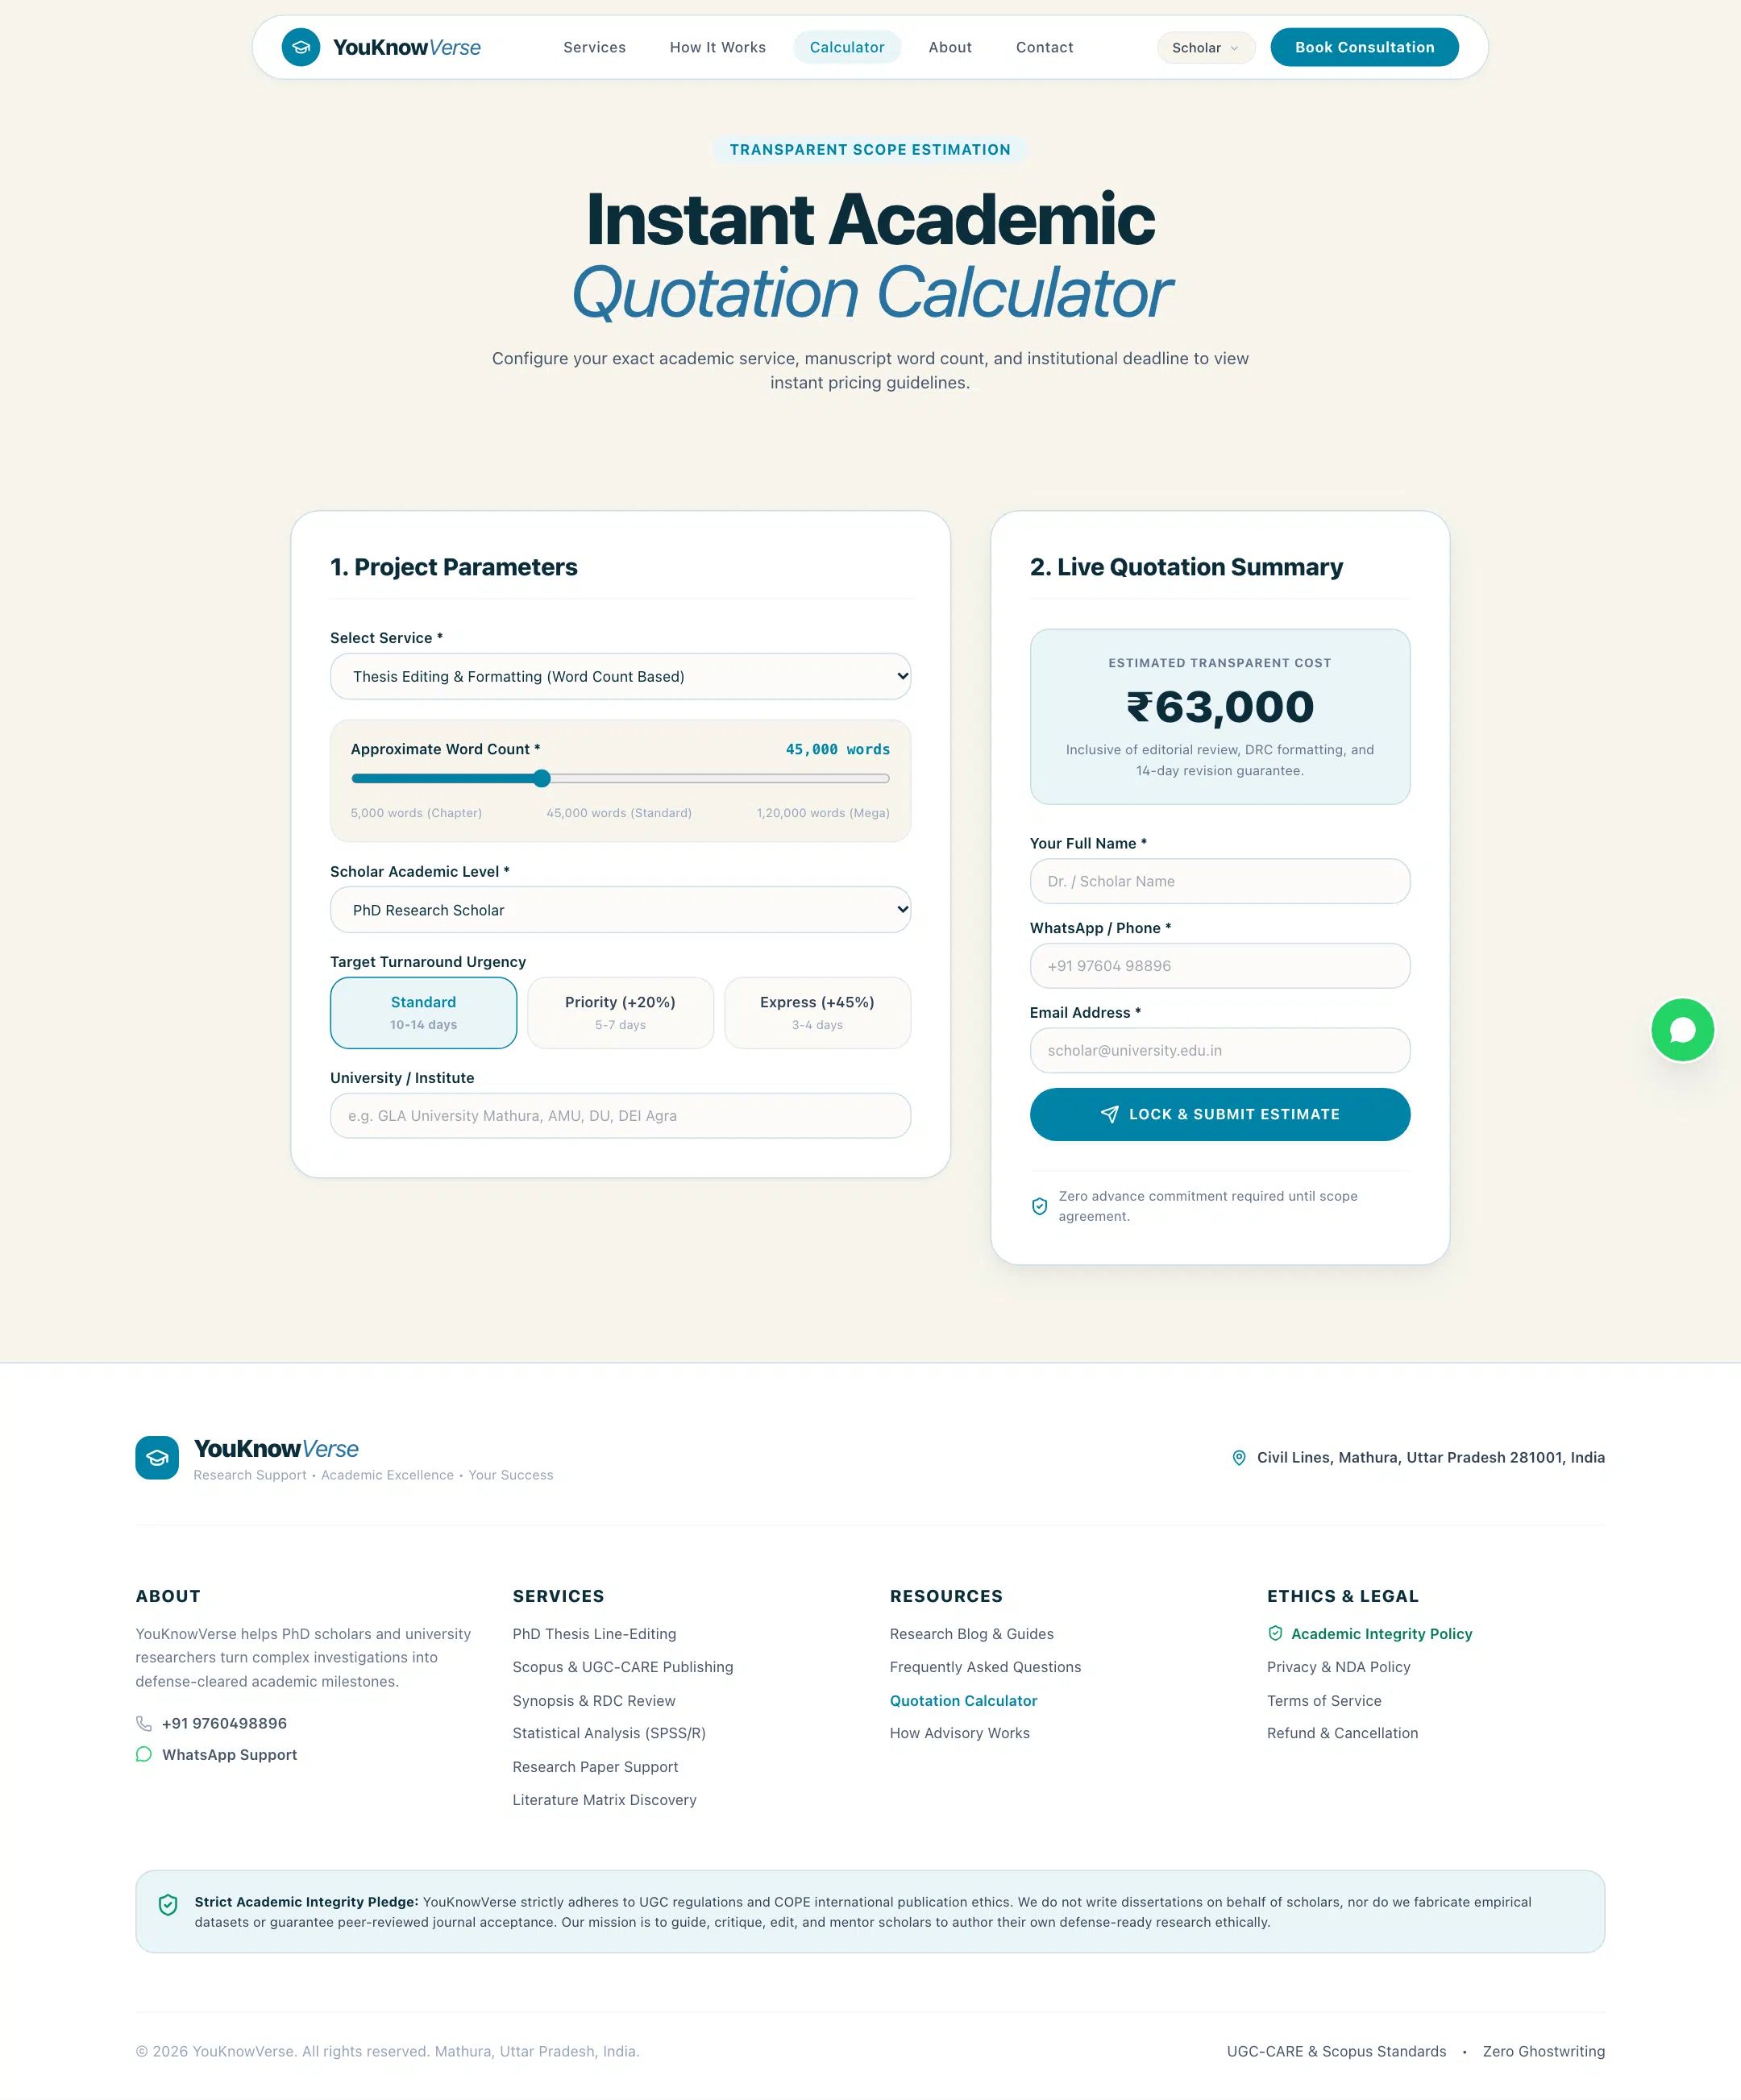 YouKnowVerse
Services
How It Works
Calculator
About
Contact
Scholar
Book Consultation
TRANSPARENT SCOPE ESTIMATION
Instant Academic
Quotation Calculator
Configure your exact academic service, manuscript word count, and institutional deadline to view
instant pricing guidelines.
1. Project Parameters
Select Service *
Thesis Editing & Formatting (Word Count Based)
Approximate Word Count *
45,000 words
5,000 words (Chapter)
45,000 words (Standard)
1,20,000 words (Mega)
Scholar Academic Level *
PhD Research Scholar
Target Turnaround Urgency
Standard
10-14 days
Priority (+20%)
5-7 days
Express (+45%)
3-4 days
University / Institute
e.g. GLA University Mathura, AMU, DU, DEI Agra
2. Live Quotation Summary
ESTIMATED TRANSPARENT COST
₹63,000
Inclusive of editorial review, DRC formatting, and
14-day revision guarantee.
Your Full Name *
Dr. / Scholar Name
WhatsApp / Phone *
+91 97604 98896
Email Address *
scholar@university.edu.in
LOCK & SUBMIT ESTIMATE
Zero advance commitment required until scope
agreement.
YouKnowVerse
Research Support • Academic Excellence • Your Success
Civil Lines, Mathura, Uttar Pradesh 281001, India
ABOUT
YouKnowVerse helps PhD scholars and university
researchers turn complex investigations into
defense-cleared academic milestones.
+91 9760498896
WhatsApp Support
SERVICES
PhD Thesis Line-Editing
Scopus & UGC-CARE Publishing
Synopsis & RDC Review
Statistical Analysis (SPSS/R)
Research Paper Support
Literature Matrix Discovery
RESOURCES
Research Blog & Guides
Frequently Asked Questions
Quotation Calculator
How Advisory Works
ETHICS & LEGAL
Academic Integrity Policy
Privacy & NDA Policy
Terms of Service
Refund & Cancellation
Strict Academic Integrity Pledge: YouKnowVerse strictly adheres to UGC regulations and COPE international publication ethics. We do not write dissertations on behalf of scholars, nor do we fabricate empirical
datasets or guarantee peer-reviewed journal acceptance. Our mission is to guide, critique, edit, and mentor scholars to author their own defense-ready research ethically.
© 2026 YouKnowVerse. All rights reserved. Mathura, Uttar Pradesh, India.
UGC-CARE & Scopus Standards • Zero Ghostwriting